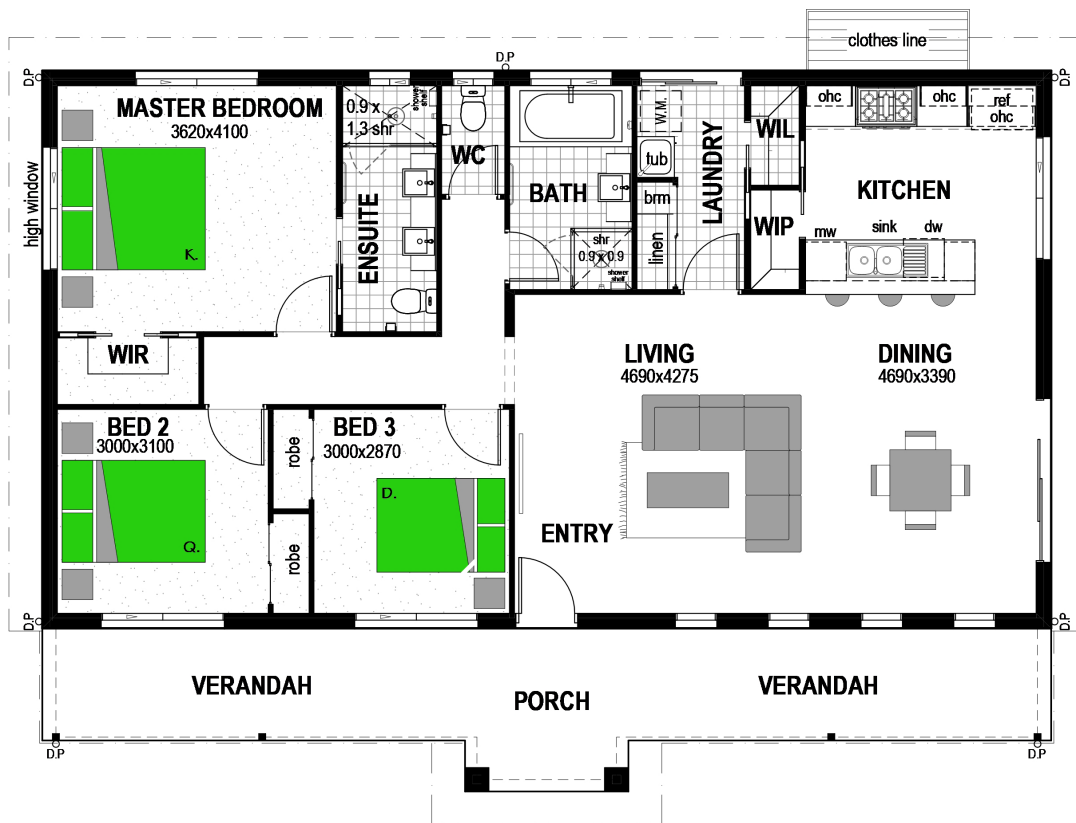 clothes line
D.P
D.P
D.P
MASTER BEDROOM
3620x4100
0.9 x
1.3 shr
shower
shelf
WC
BATH
W.M.
tub
LAUNDRY
WIL
ohc
ohc
ref
ohc
KITCHEN
high window
K.
ENSUITE
brm
linen
WIP
mw
sink
dw
shr
0.9 x 0.9
shower
shelf
WIR
LIVING
4690x4275
DINING
4690x3390
BED 2
3000x3100
robe
BED 3
3000x2870
D.
Q.
robe
ENTRY
D.P
D.P
VERANDAH
PORCH
VERANDAH
D.P
D.P